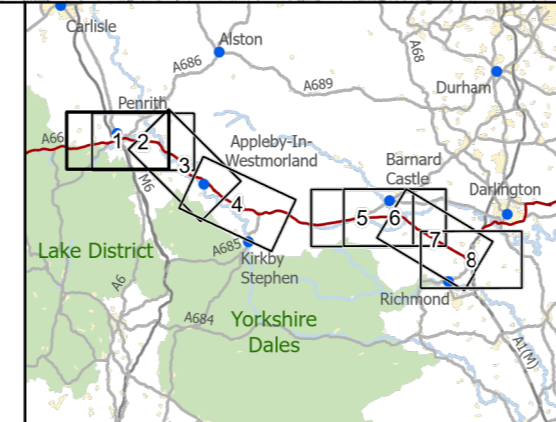 Carlisle
Alston
A68
A686
A689
Durham
Penrith
A66
1
2
Appleby-In-
Westmorland
Barnard
Castle
3
M6
Darlington
4
5
6
7
8
Lake District
A685
Kirkby
Stephen
A6
Richmond
A684
Yorkshire
Dales
A1(M)